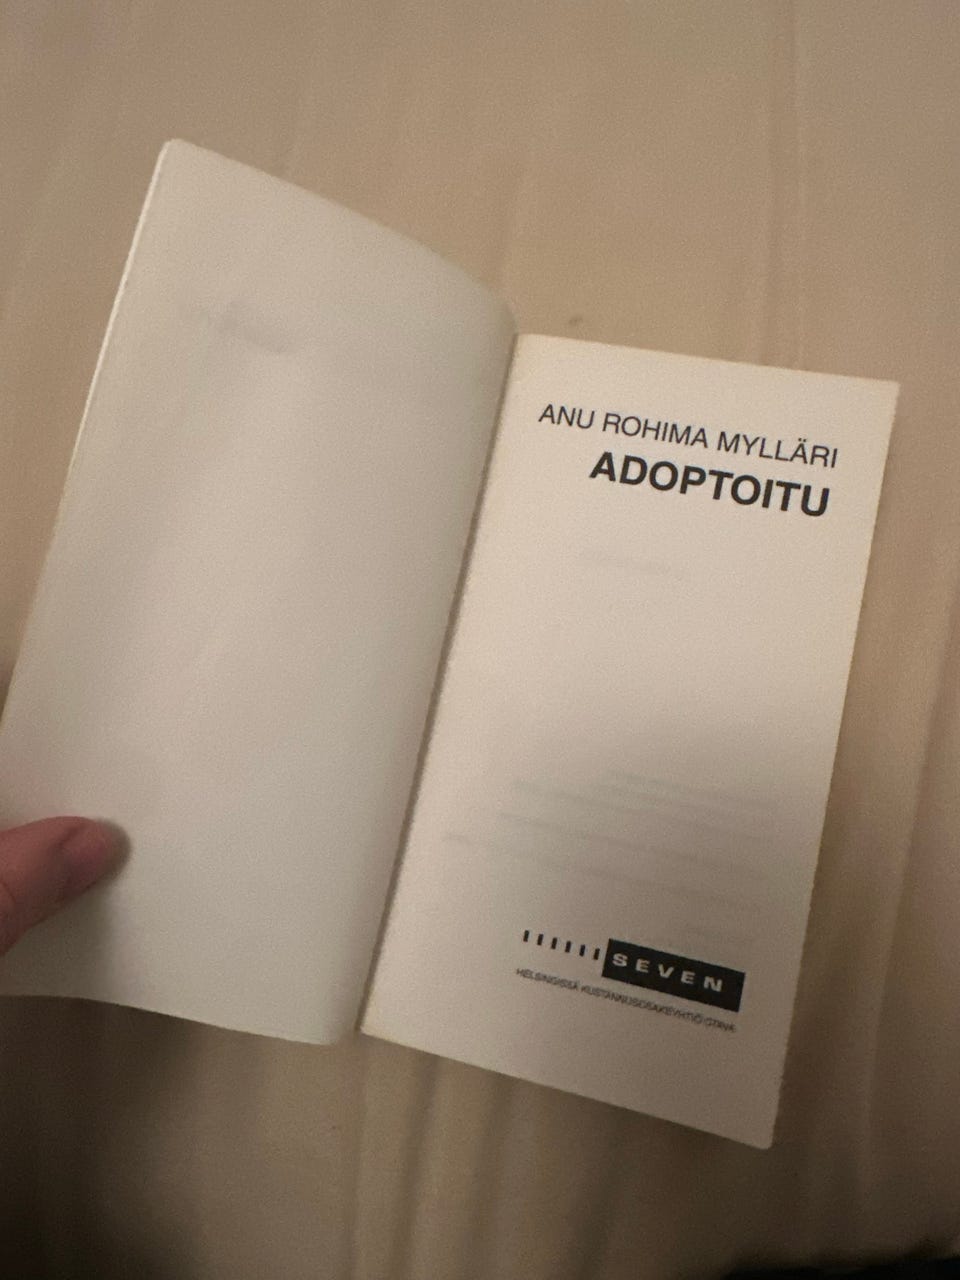 ANU ROHIMA MYLLÄRI
ADOPTOITU
SEVEN
HELSINGISSÄ KUSTANNUSOSAKEYHTIÖ OTAVA